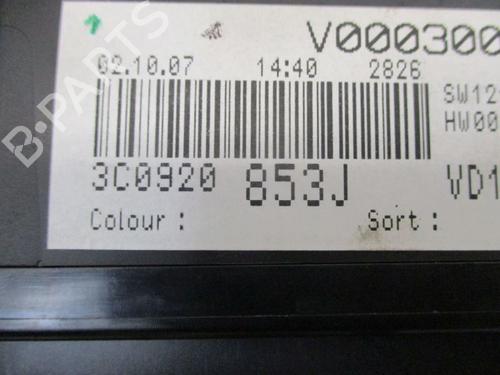 V000300
02.10.07 14:40 2826
SW12
HW00
3C0920 853J VD1
Colour : Sort :
B-PARTS